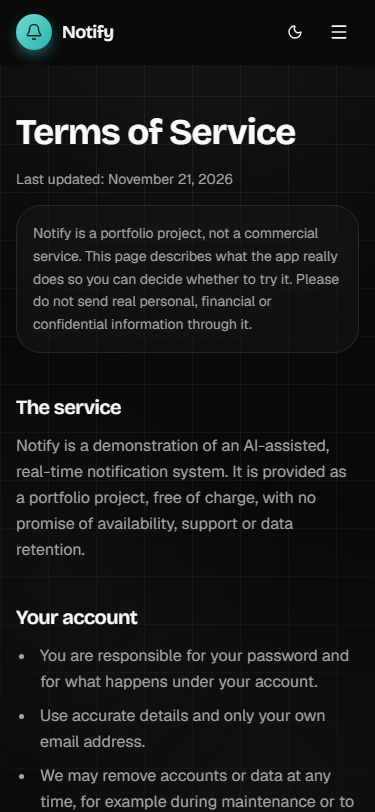 Notify
Terms of Service
Last updated: November 21, 2026
Notify is a portfolio project, not a commercial
service. This page describes what the app really
does so you can decide whether to try it. Please
do not send real personal, financial or
confidential information through it.
The service
Notify is a demonstration of an AI-assisted,
real-time notification system. It is provided as
a portfolio project, free of charge, with no
promise of availability, support or data
retention.
Your account
• You are responsible for your password and
for what happens under your account.
• Use accurate details and only your own
email address.
• We may remove accounts or data at any
time, for example during maintenance or to